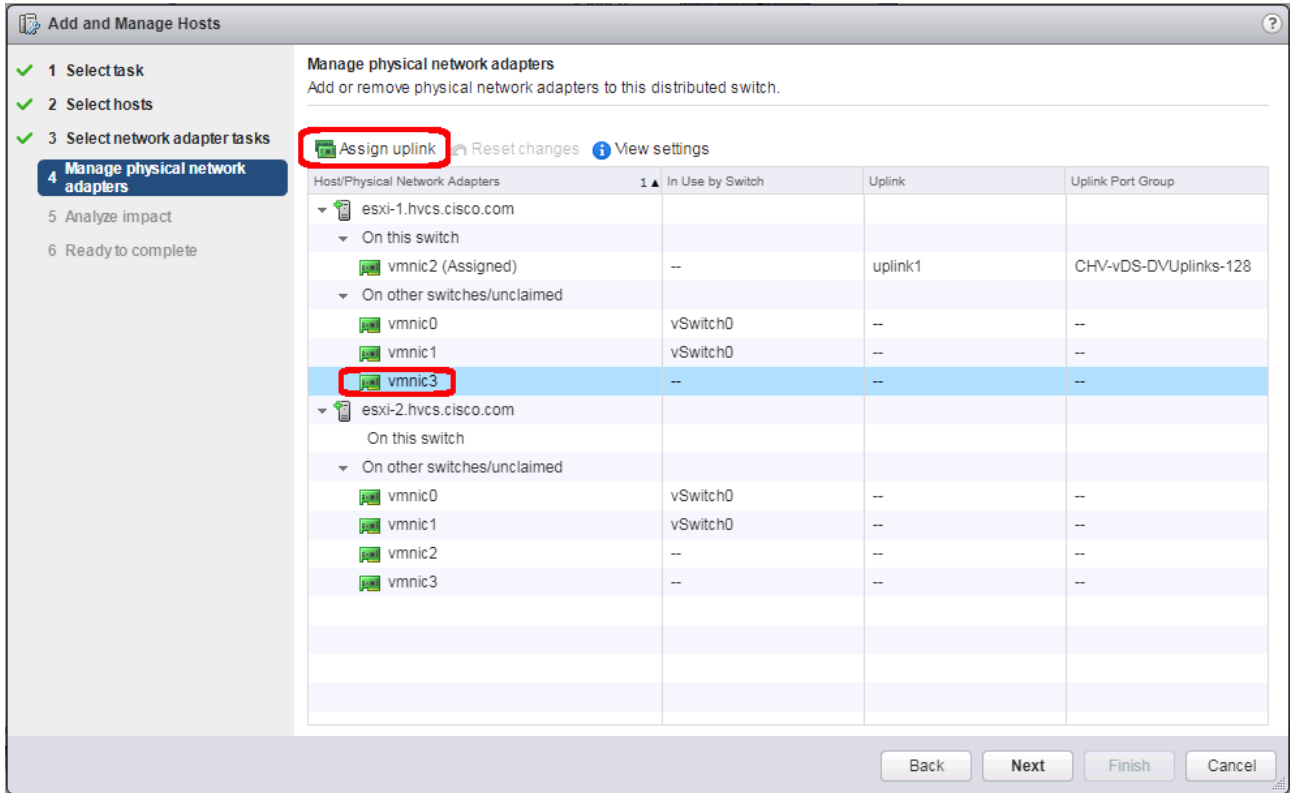 Add and Manage Hosts
?
1 Select task
2 Select hosts
3 Select network adapter tasks
4 Manage physical network
adapters
5 Analyze impact
6 Ready to complete
Manage physical network adapters
Add or remove physical network adapters to this distributed switch.
Assign uplink Reset changes View settings
Host/Physical Network Adapters 1 ▲ In Use by Switch Uplink Uplink Port Group
esxi-1.hvcs.cisco.com
On this switch
vmnic2 (Assigned) -- uplink1 CHV-vDS-DVUplinks-128
On other switches/unclaimed
vmnic0 vSwitch0 -- --
vmnic1 vSwitch0 -- --
vmnic3 -- -- --
esxi-2.hvcs.cisco.com
On this switch
On other switches/unclaimed
vmnic0 vSwitch0 -- --
vmnic1 vSwitch0 -- --
vmnic2 -- -- --
vmnic3 -- -- --
Back Next Finish Cancel